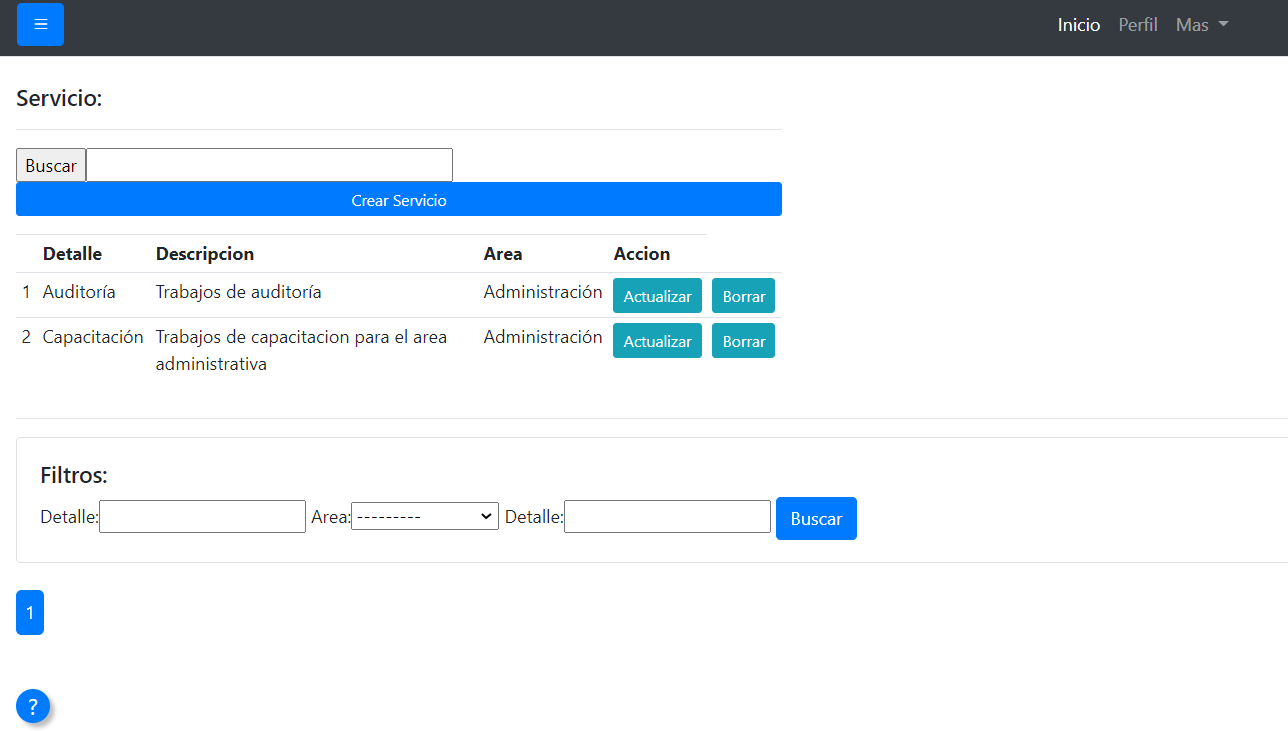 Inicio Perfil Mas
Servicio:
Buscar
Crear Servicio
Detalle Descripcion Area Accion
1 Auditoría Trabajos de auditoría Administración Actualizar Borrar
2 Capacitación Trabajos de capacitacion para el area Administración Actualizar Borrar
administrativa
Filtros:
Detalle: Area: --------- Detalle: Buscar
1
?